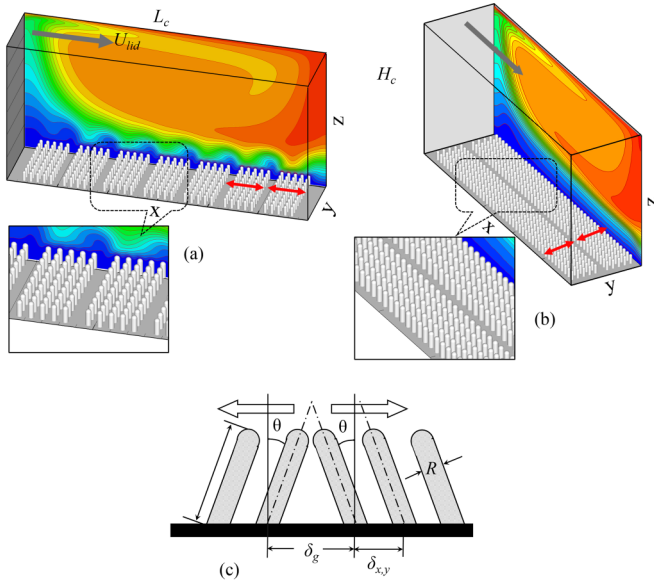 L_c
U_lid
z
y
x
(a)
H_c
z
y
x
(b)
θ
θ
R
δ_g
δ_x,y
(c)